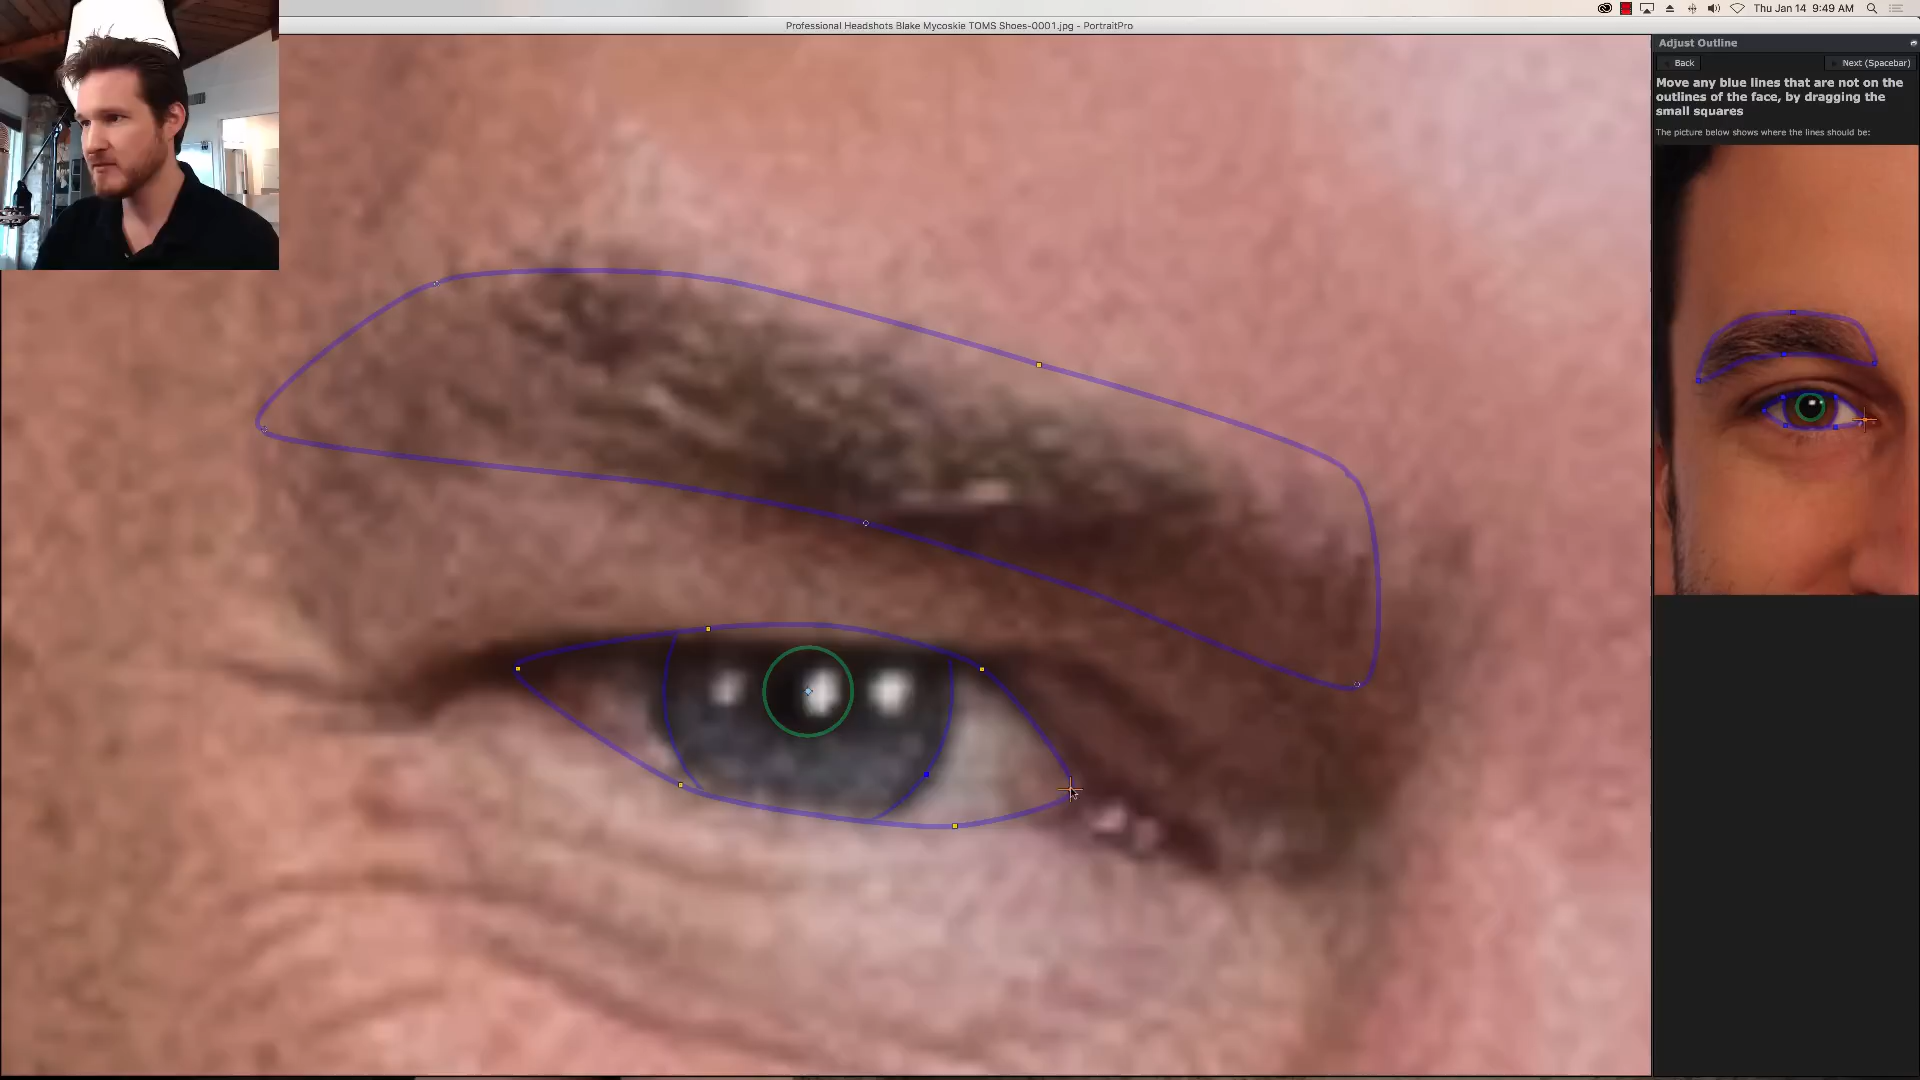 Thu Jan 14 9:49 AM
Professional Headshots Blake Mycoskie TOMS Shoes-0001.jpg - PortraitPro
Adjust Outline
Back
Next (Spacebar)
Move any blue lines that are not on the
outlines of the face, by dragging the
small squares
The picture below shows where the lines should be: